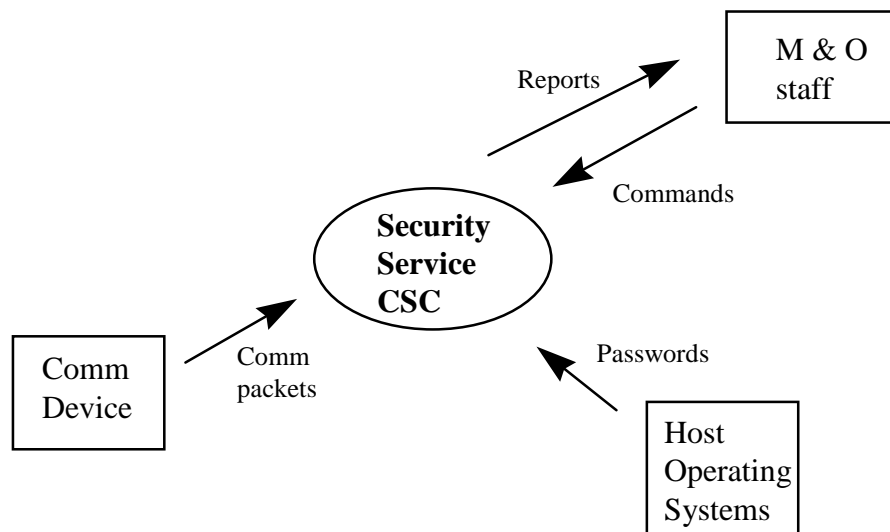 M & O
staff
Reports
Commands
Security
Service
CSC
Comm
packets
Passwords
Comm
Device
Host
Operating
Systems